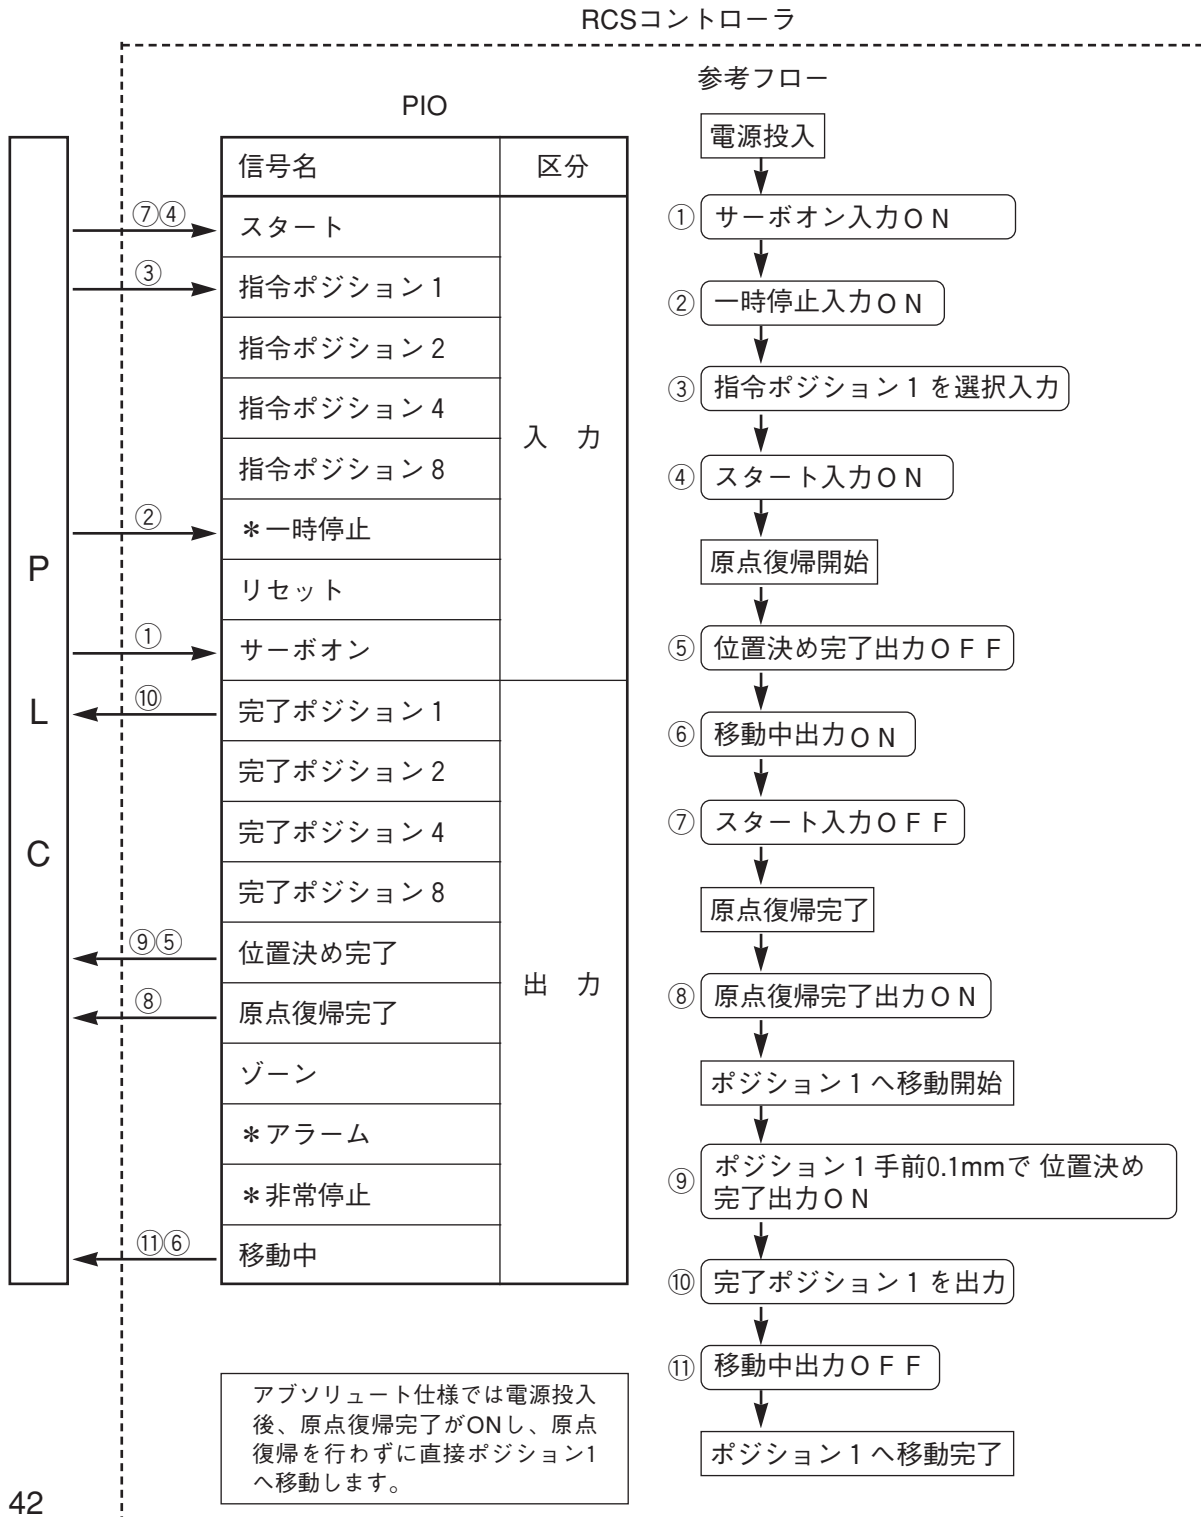 RCSコントローラ
PIO
信号名
区分
⑦④
スタート
③
指令ポジション1
指令ポジション2
指令ポジション4
指令ポジション8
②
＊一時停止
リセット
①
サーボオン
入 力
⑩
完了ポジション1
完了ポジション2
完了ポジション4
完了ポジション8
⑨⑤
位置決め完了
⑧
原点復帰完了
ゾーン
＊アラーム
＊非常停止
⑪⑥
移動中
出 力
P
L
C
アブソリュート仕様では電源投入
後、原点復帰完了がONし、原点
復帰を行わずに直接ポジション1
へ移動します。
参考フロー
電源投入
① サーボオン入力ON
② 一時停止入力ON
③ 指令ポジション1を選択入力
④ スタート入力ON
原点復帰開始
⑤ 位置決め完了出力OFF
⑥ 移動中出力ON
⑦ スタート入力OFF
原点復帰完了
⑧ 原点復帰完了出力ON
ポジション1へ移動開始
⑨ ポジション1手前0.1mmで 位置決め
完了出力ON
⑩ 完了ポジション1を出力
⑪ 移動中出力OFF
ポジション1へ移動完了
42